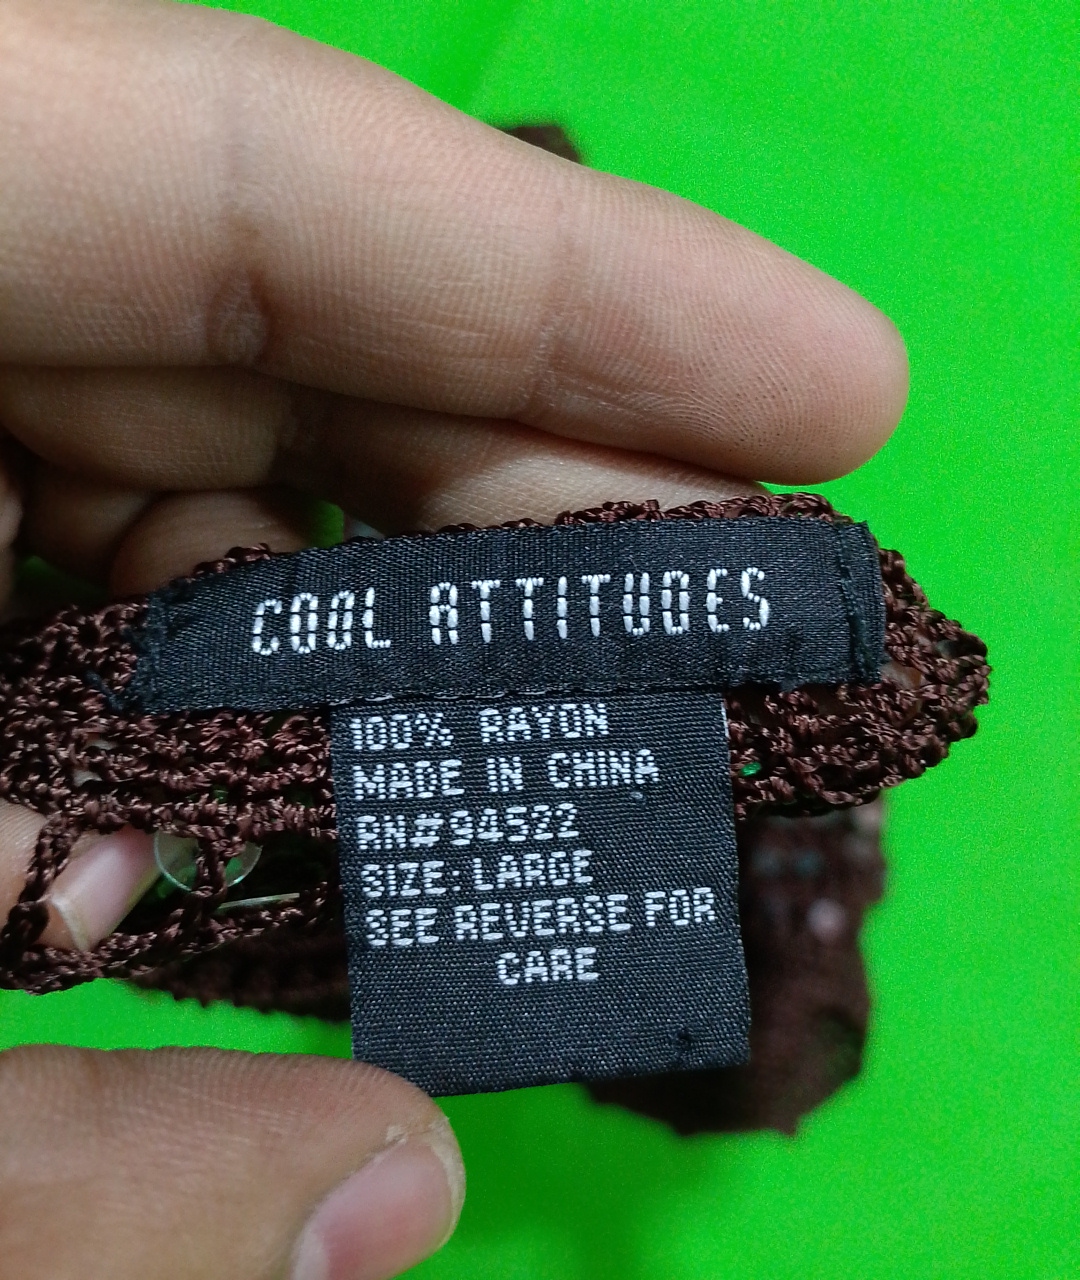 COOL ATTITUDES
100% RAYON
MADE IN CHINA
RN#94522
SIZE: LARGE
SEE REVERSE FOR
CARE